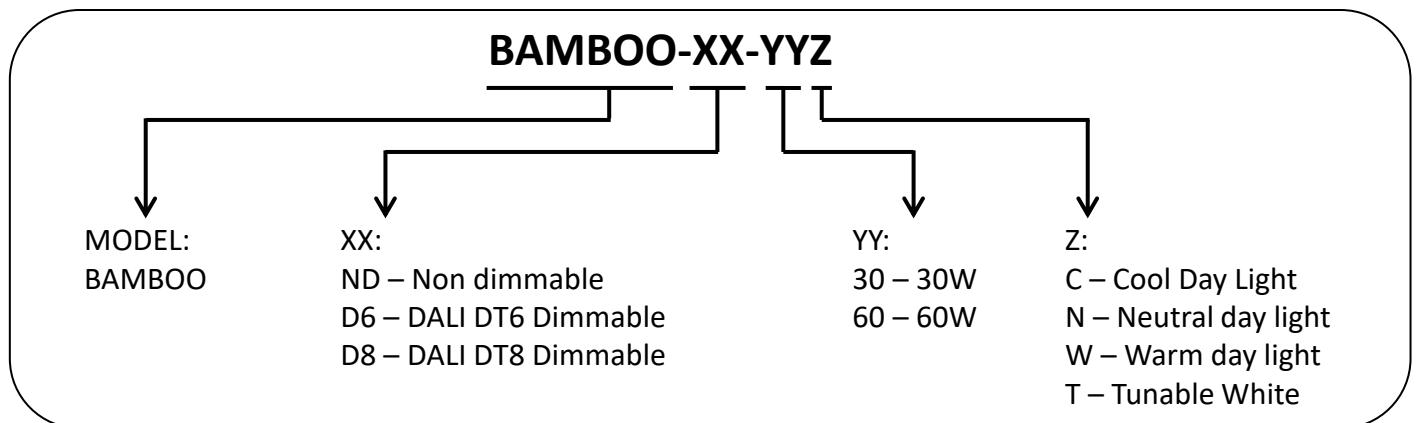 BAMBOO-XX-YYZ
MODEL:
BAMBOO
XX:
ND – Non dimmable
D6 – DALI DT6 Dimmable
D8 – DALI DT8 Dimmable
YY:
30 – 30W
60 – 60W
Z:
C – Cool Day Light
N – Neutral day light
W – Warm day light
T – Tunable White